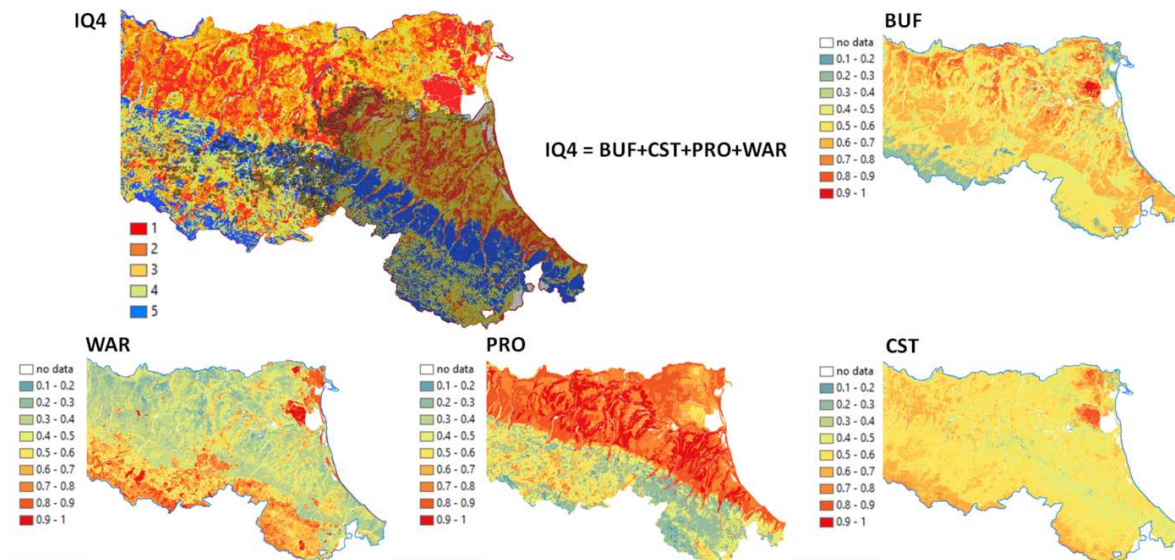 IQ4
1
2
3
4
5
IQ4 = BUF+CST+PRO+WAR
BUF
no data
0.1 - 0.2
0.2 - 0.3
0.3 - 0.4
0.4 - 0.5
0.5 - 0.6
0.6 - 0.7
0.7 - 0.8
0.8 - 0.9
0.9 - 1
WAR
no data
0.1 - 0.2
0.2 - 0.3
0.3 - 0.4
0.4 - 0.5
0.5 - 0.6
0.6 - 0.7
0.7 - 0.8
0.8 - 0.9
0.9 - 1
PRO
no data
0.1 - 0.2
0.2 - 0.3
0.3 - 0.4
0.4 - 0.5
0.5 - 0.6
0.6 - 0.7
0.7 - 0.8
0.8 - 0.9
0.9 - 1
CST
no data
0.1 - 0.2
0.2 - 0.3
0.3 - 0.4
0.4 - 0.5
0.5 - 0.6
0.6 - 0.7
0.7 - 0.8
0.8 - 0.9
0.9 - 1